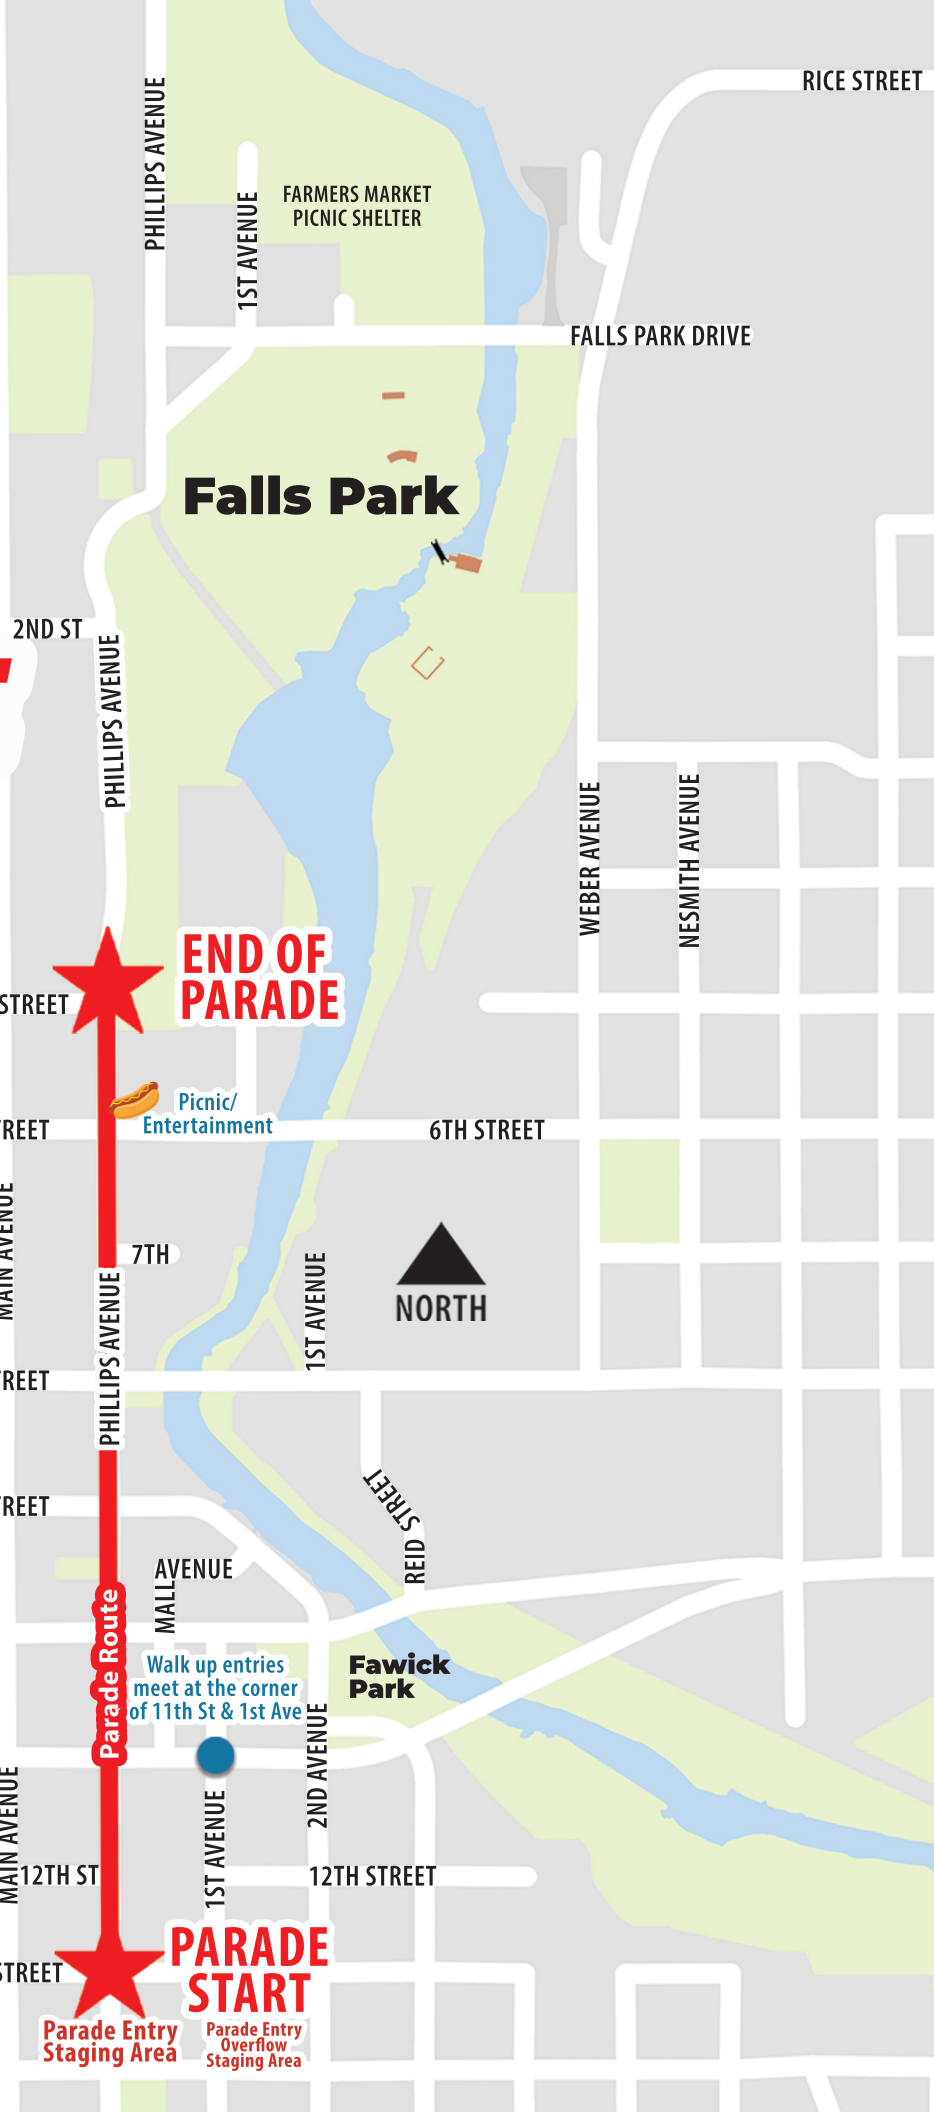 RICE STREET
PHILLIPS AVENUE
1ST AVENUE
FARMERS MARKET
PICNIC SHELTER
FALLS PARK DRIVE
Falls Park
2ND ST
PHILLIPS AVENUE
WEBER AVENUE
NESMITH AVENUE
END OF
PARADE
STREET
Picnic/
Entertainment
REET
6TH STREET
MAIN AVENUE
7TH
PHILLIPS AVENUE
1ST AVENUE
NORTH
REET
REID STREET
REET
AVENUE
MALL
Parade Route
Walk up entries
meet at the corner
of 11th St & 1st Ave
Fawick
Park
2ND AVENUE
MAIN AVENUE
1ST AVENUE
12TH ST
12TH STREET
PARADE
START
STREET
Parade Entry
Staging Area
Parade Entry
Overflow
Staging Area